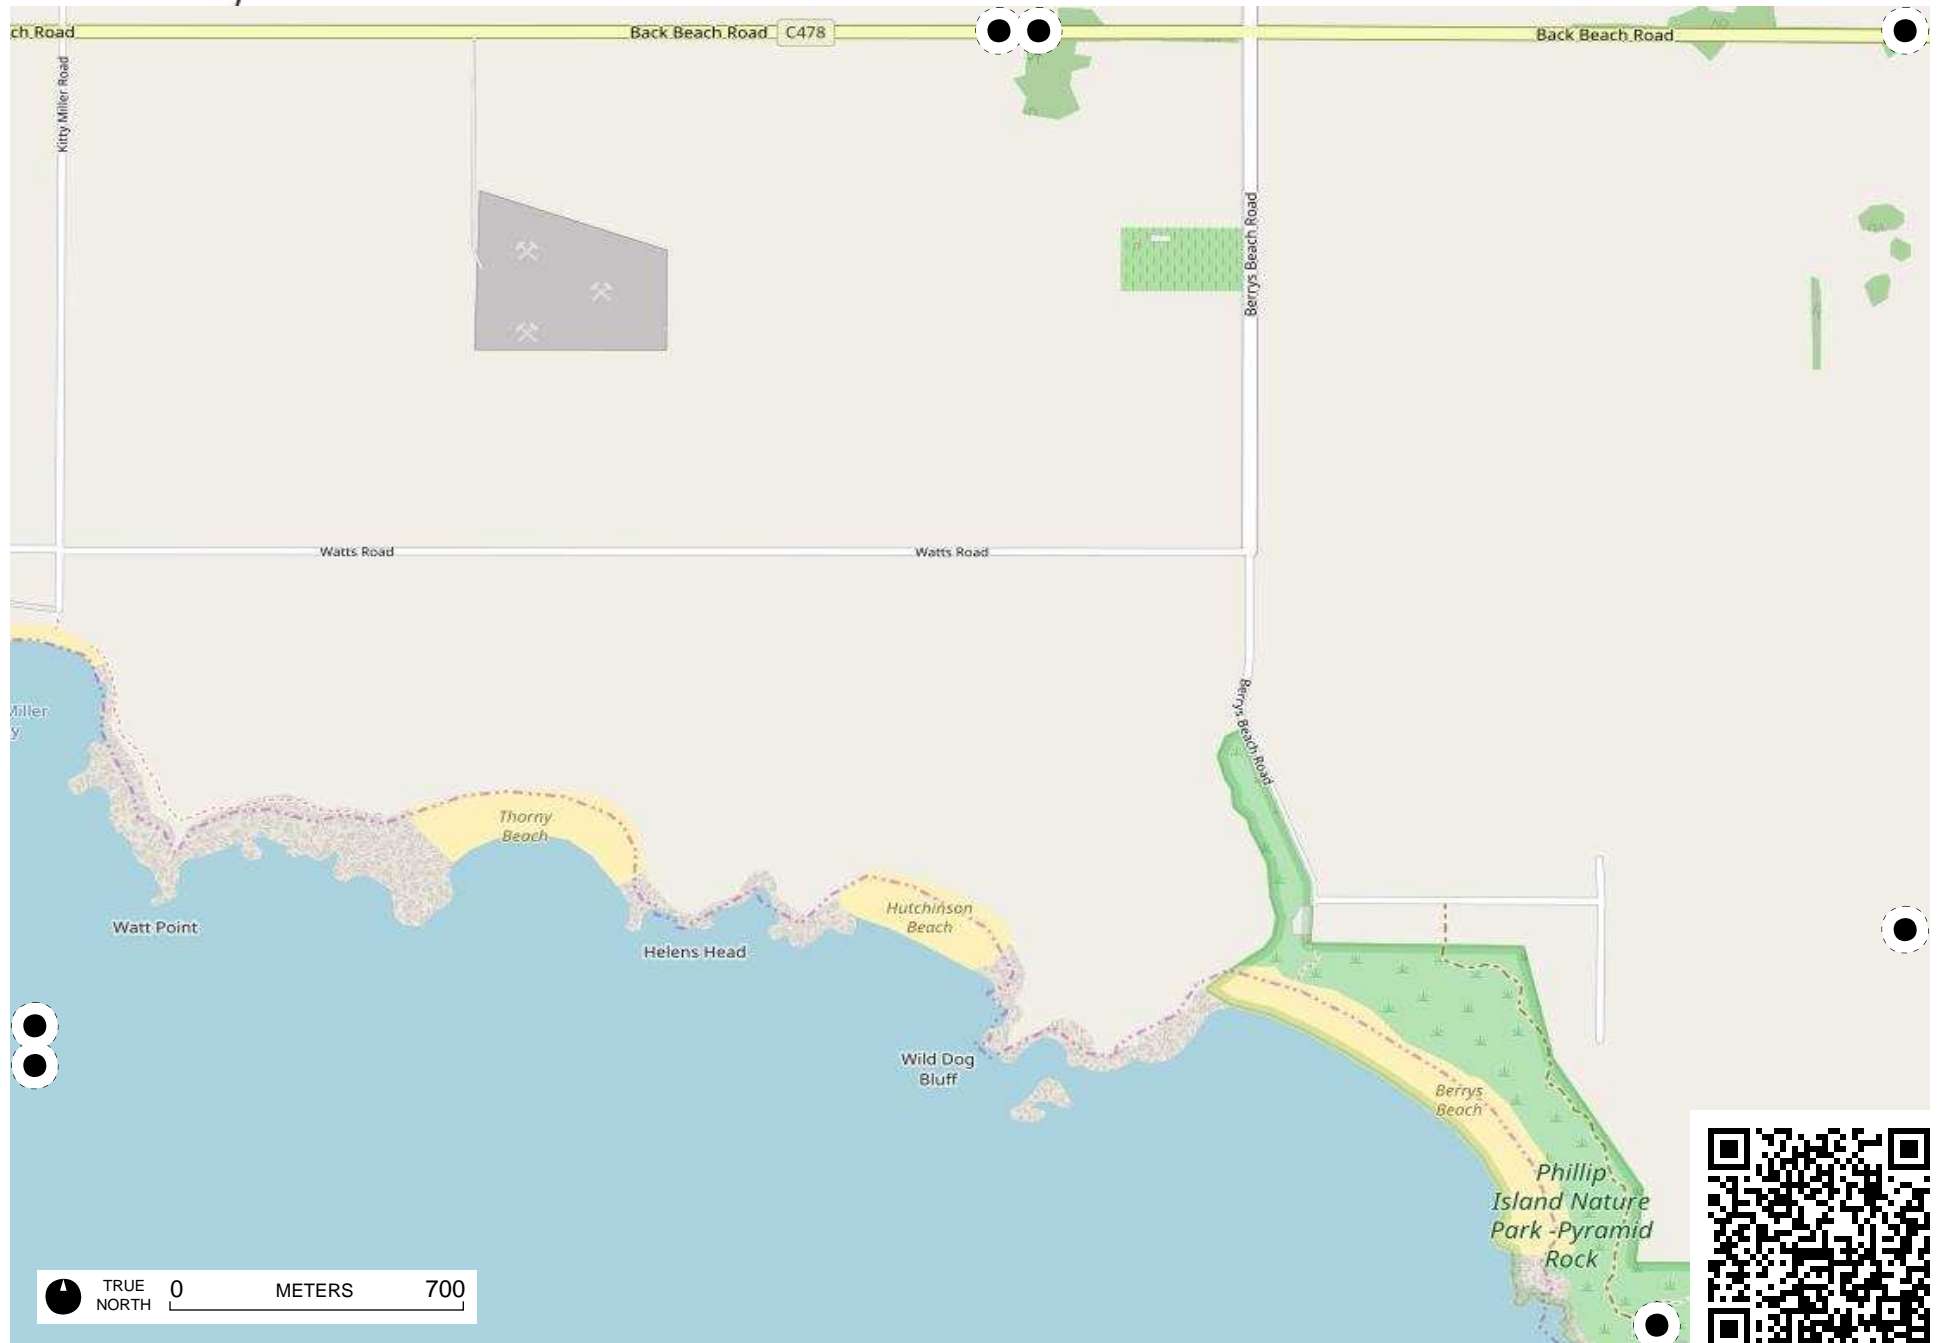 ch Road
Back Beach Road
C478
Back Beach Road
Kitty Miller Road
Berrys Beach Road
Watts Road
Watts Road
Berrys Beach Road
Miller
y
Thorny
Beach
Hutchinson
Beach
Watt Point
Helens Head
Wild Dog
Bluff
Berrys
Beach
Phillip
Island Nature
Park -Pyramid
Rock
TRUE
NORTH
0
METERS
700